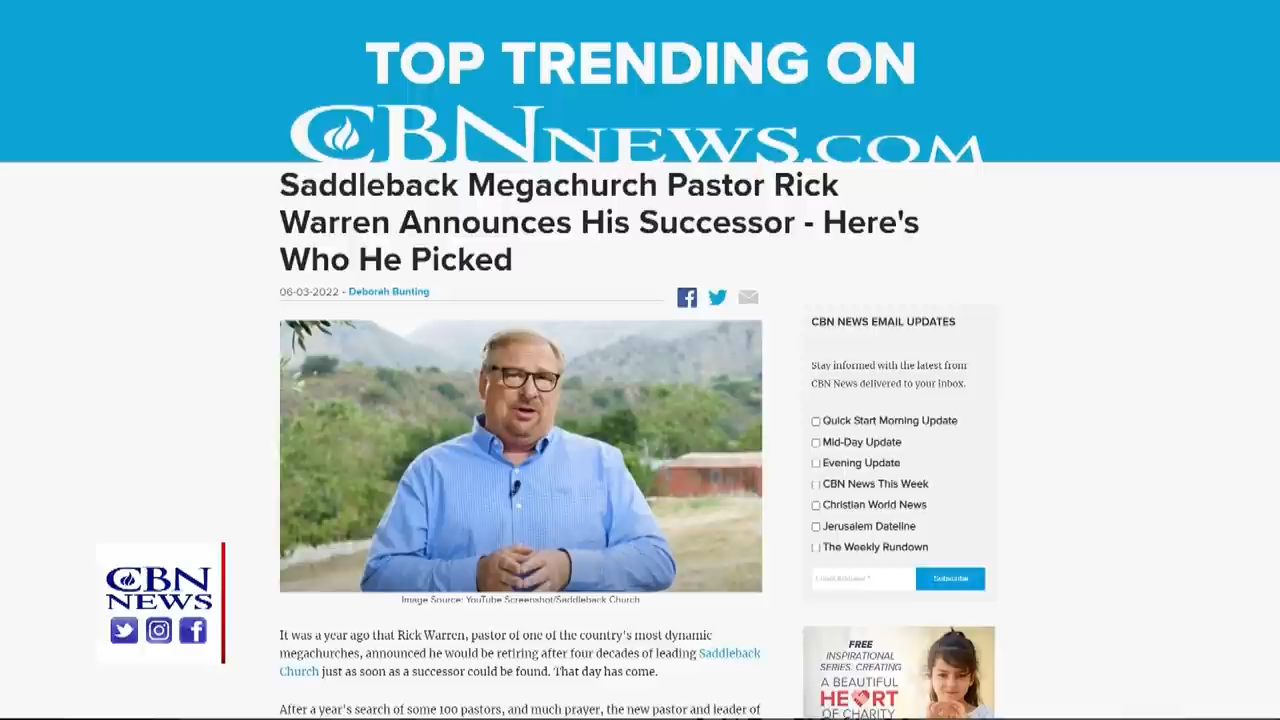 TOP TRENDING ON
CBNNEWS.COM
Saddleback Megachurch Pastor Rick
Warren Announces His Successor - Here's
Who He Picked
06-03-2022 - Deborah Bunting
Image Source: YouTube Screenshot/Saddleback Church
It was a year ago that Rick Warren, pastor of one of the country's most dynamic
megachurches, announced he would be retiring after four decades of leading Saddleback
Church just as soon as a successor could be found. That day has come.
After a year's search of some 100 pastors, and much prayer, the new pastor and leader of
CBN NEWS EMAIL UPDATES
Stay informed with the latest from
CBN News delivered to your inbox.
Quick Start Morning Update
Mid-Day Update
Evening Update
CBN News This Week
Christian World News
Jerusalem Dateline
The Weekly Rundown
Email Address *
Subscribe
FREE
INSPIRATIONAL
SERIES: CREATING
A BEAUTIFUL
HEART
OF CHARITY
CBN
NEWS